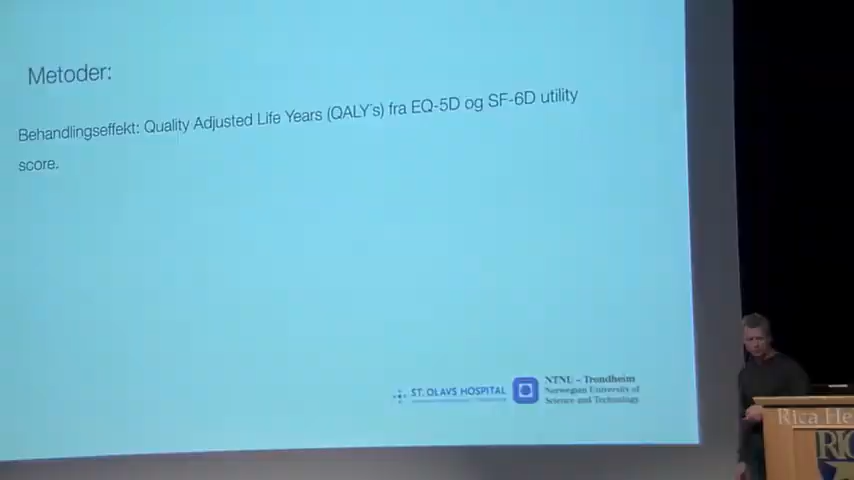 Metoder:
Behandlingseffekt: Quality Adjusted Life Years (QALY´s) fra EQ-5D og SF-6D utility
score.
ST. OLAVS HOSPITAL
NTNU – Trondheim
Norwegian University of
Science and Technology
Rica He
RIC